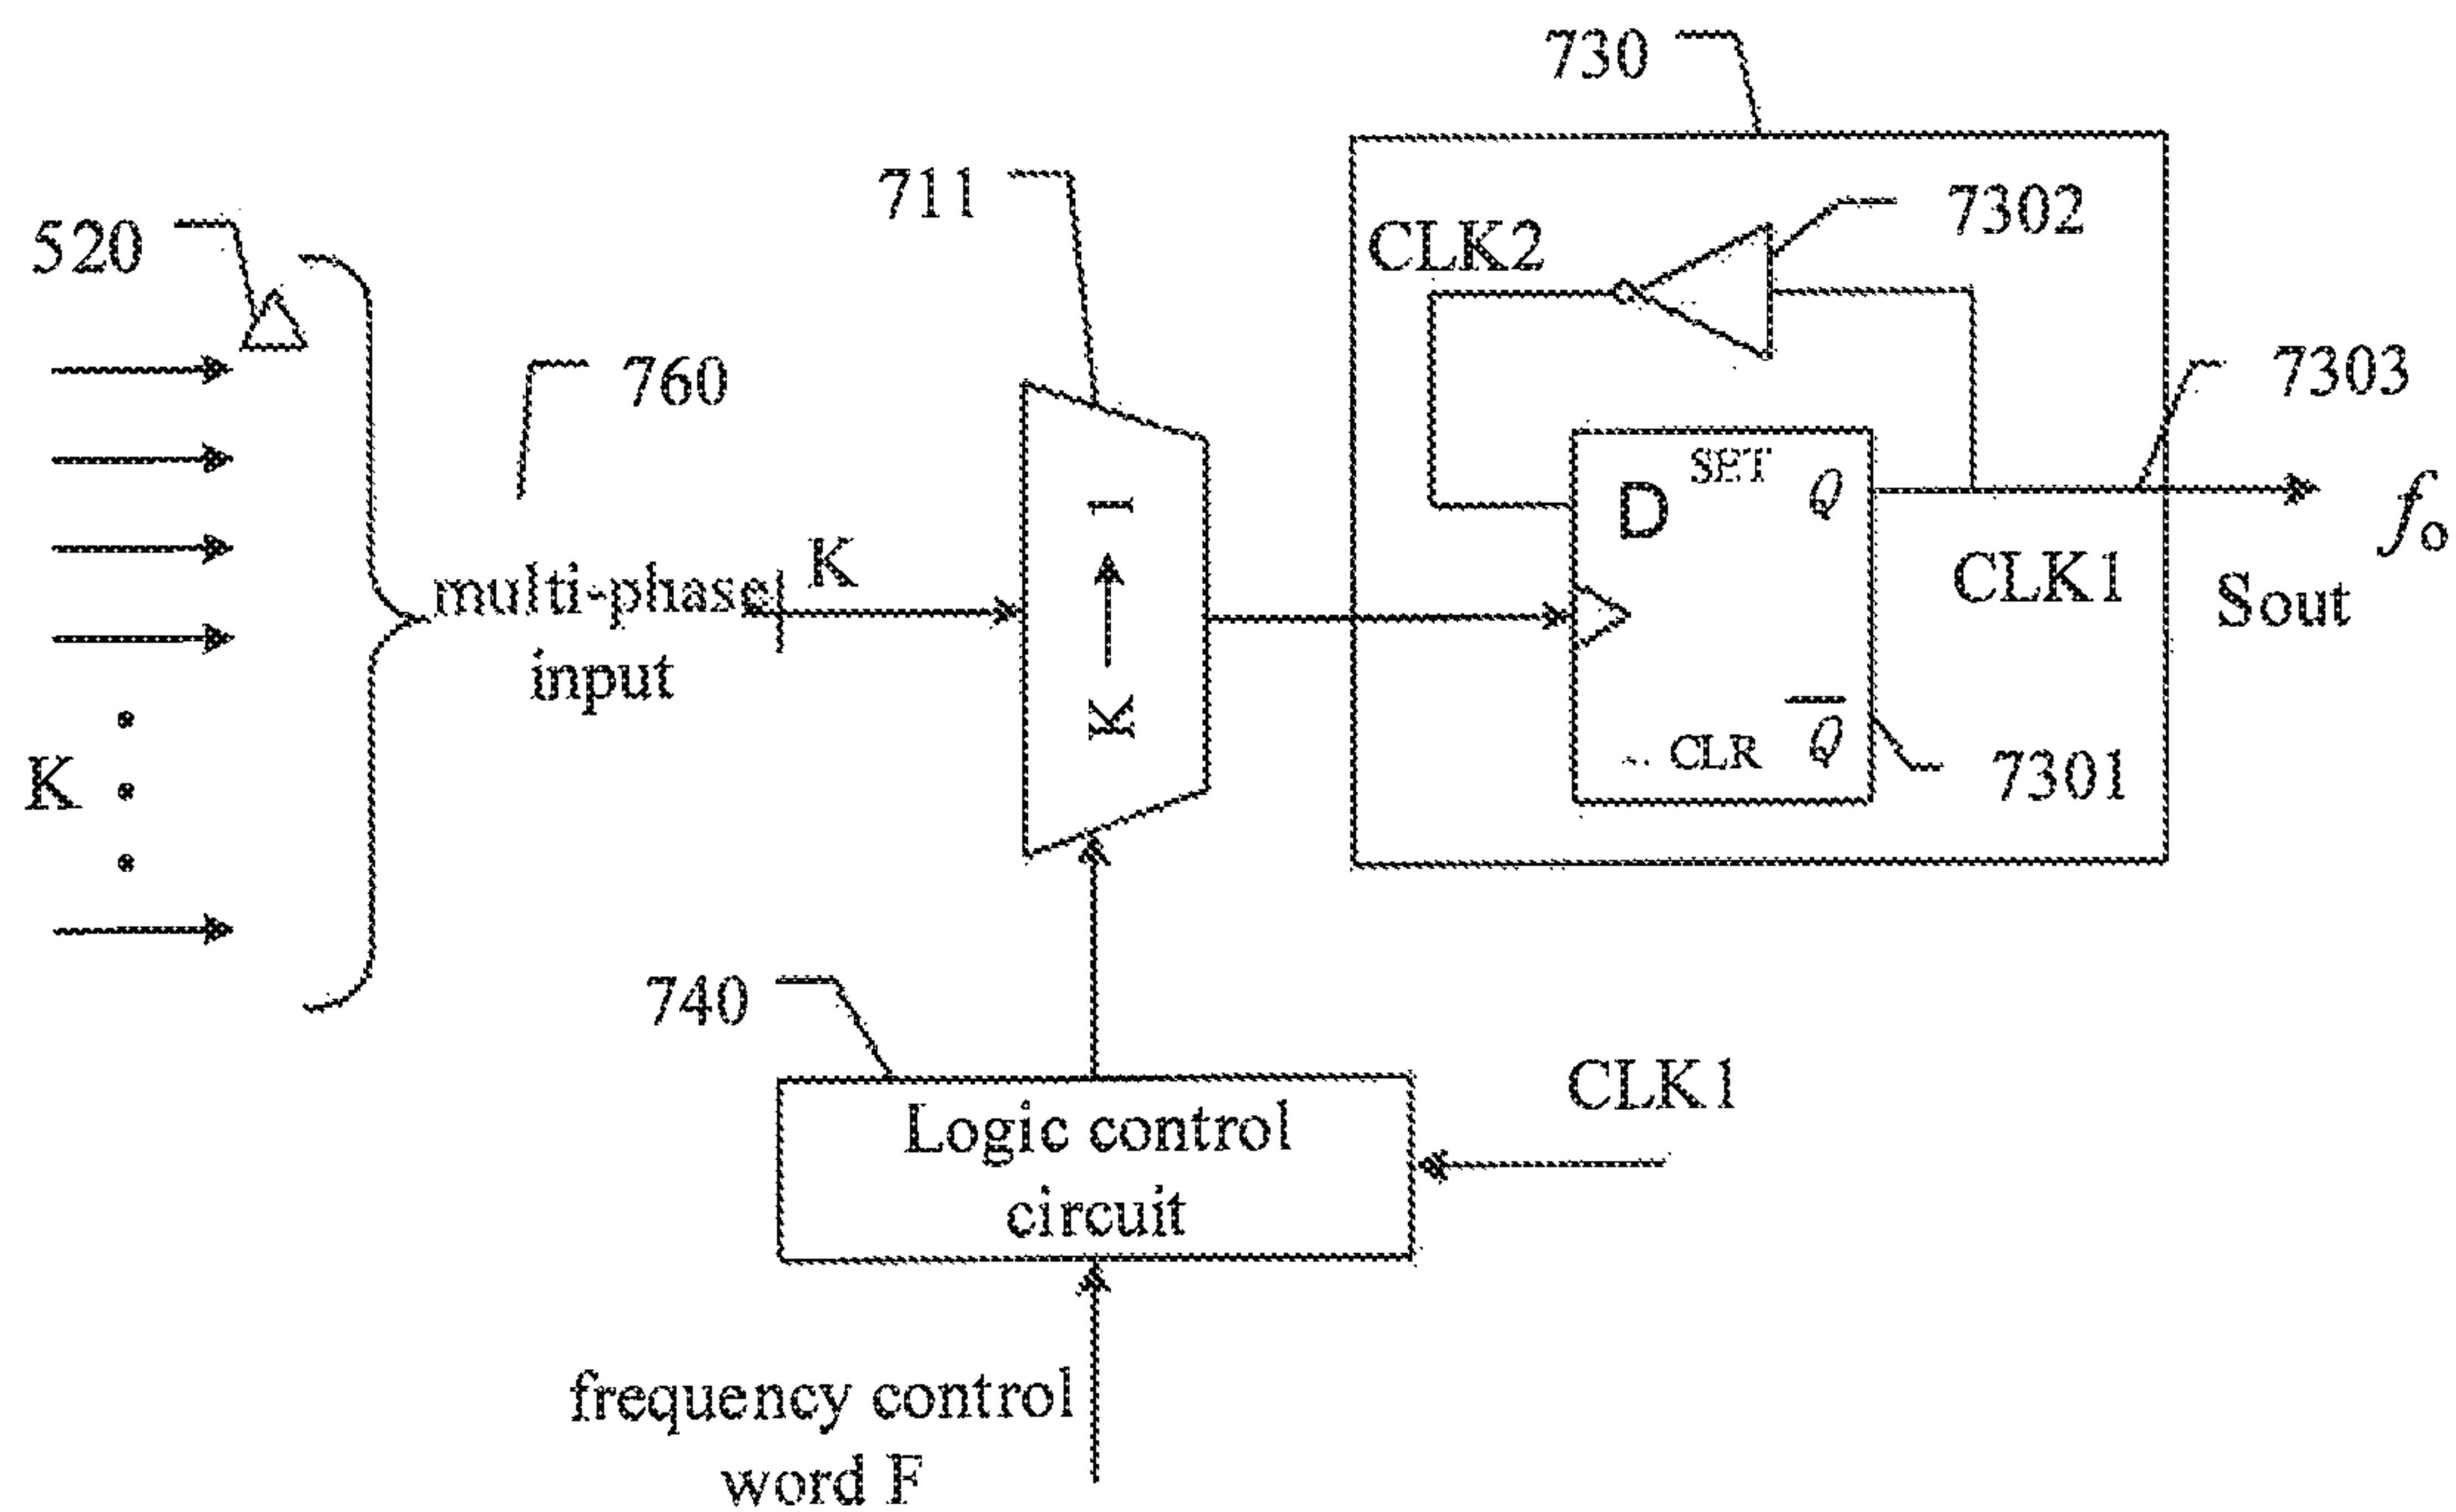 730
711
7302
520
CLK2
760
7303
K
SET
D
Q
K → 1
multi-phase
input
CLK1
fo
Sout
K
CLR
Q
7301
740
CLK1
Logic control
circuit
frequency control
word F